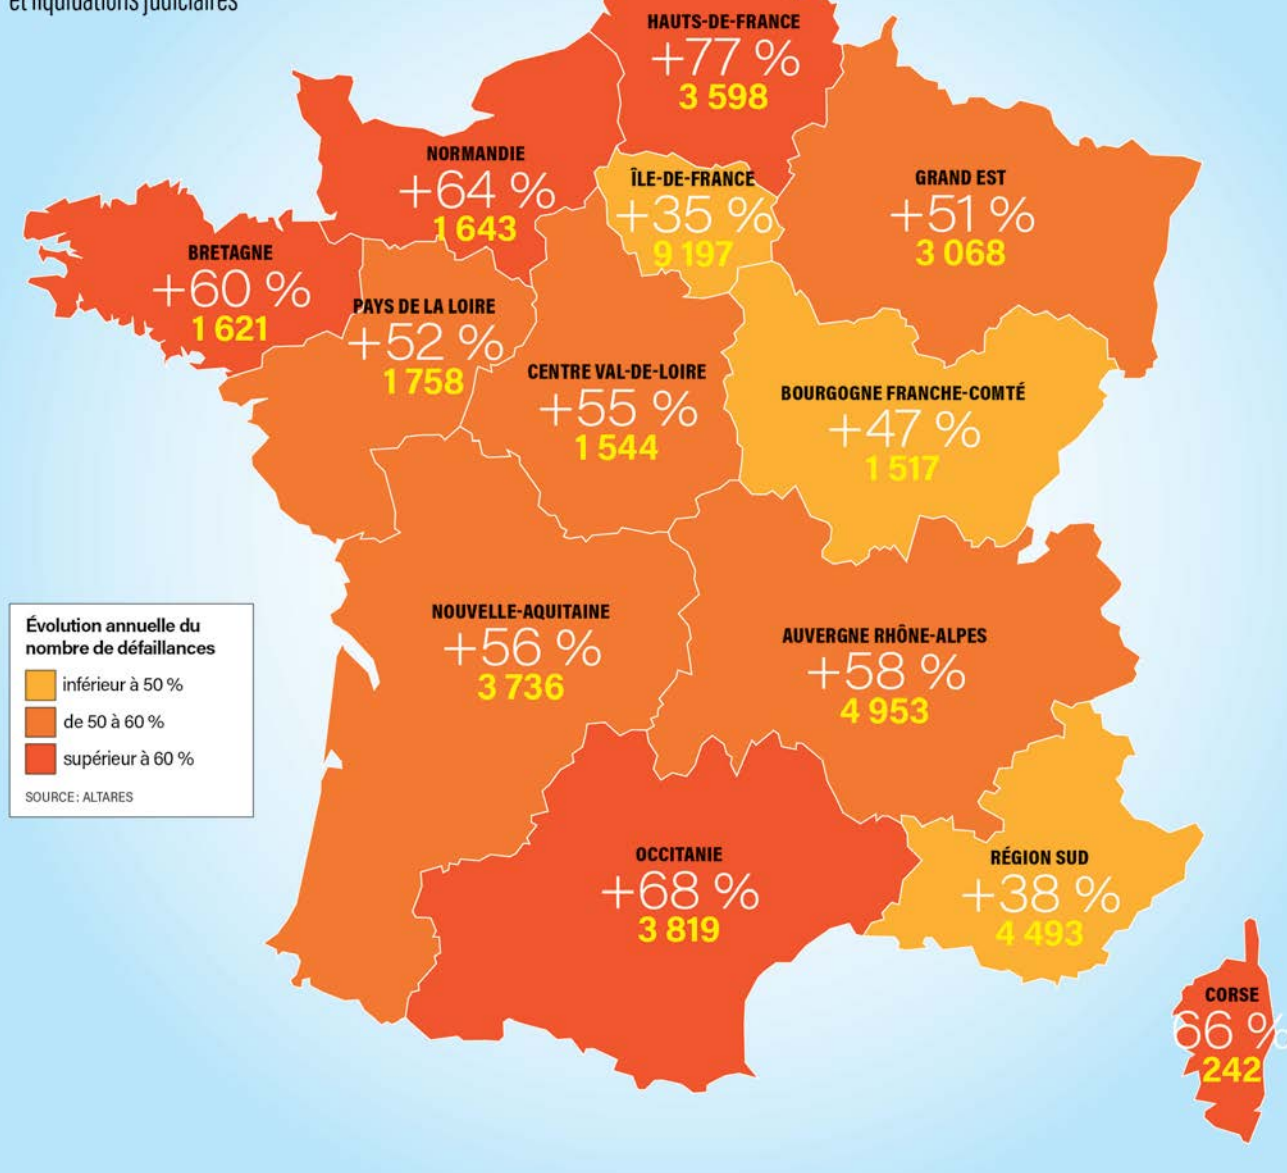 et liquidations judiciaires
HAUTS-DE-FRANCE
+77 %
3 598
NORMANDIE
+64 %
1 643
ÎLE-DE-FRANCE
+35 %
9 197
GRAND EST
+51 %
3 068
BRETAGNE
+60 %
1 621
PAYS DE LA LOIRE
+52 %
1 758
CENTRE VAL-DE-LOIRE
+55 %
1 544
BOURGOGNE FRANCHE-COMTÉ
+47 %
1 517
NOUVELLE-AQUITAINE
+56 %
3 736
AUVERGNE RHÔNE-ALPES
+58 %
4 953
OCCITANIE
+68 %
3 819
RÉGION SUD
+38 %
4 493
CORSE
66 %
242
Évolution annuelle du
nombre de défaillances
inférieur à 50 %
de 50 à 60 %
supérieur à 60 %
SOURCE : ALTARES